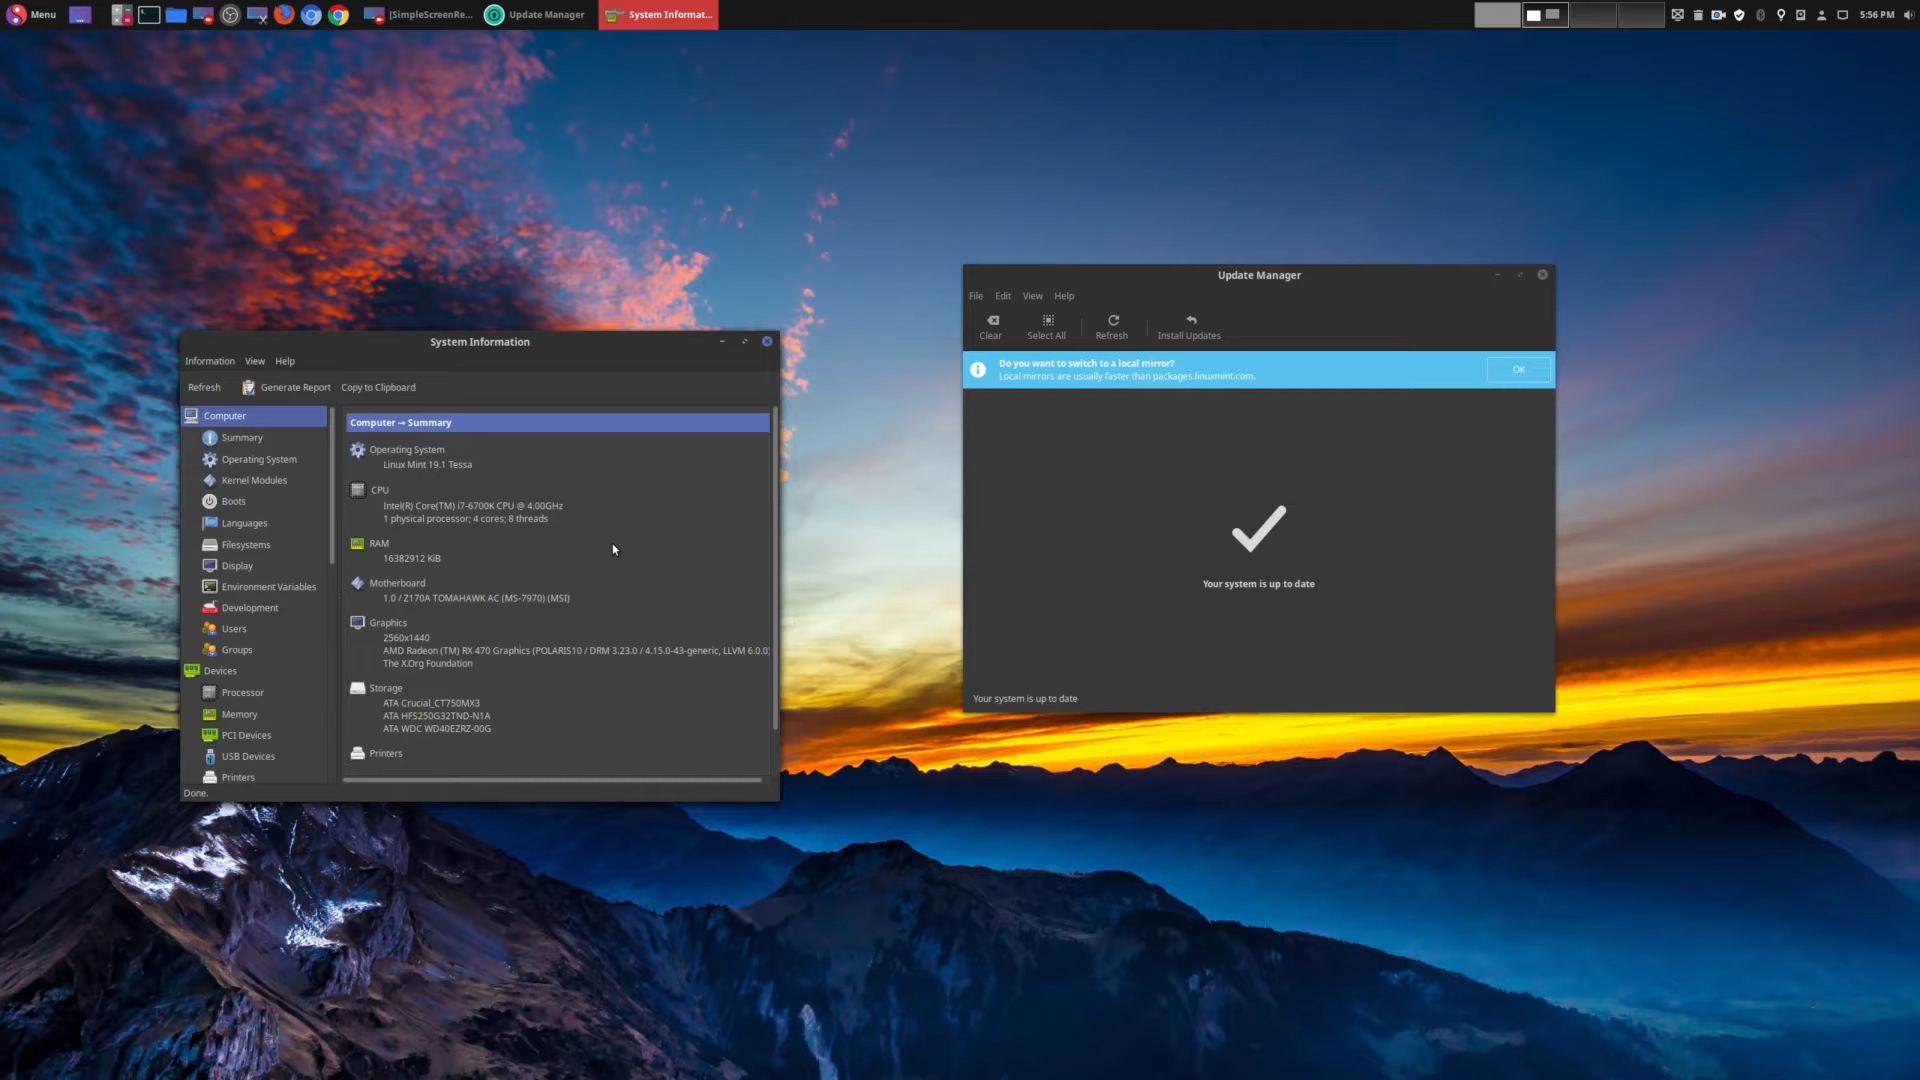 Menu
[SimpleScreenRe...
Update Manager
System Informat...
5:56 PM
System Information
Information View Help
Refresh Generate Report Copy to Clipboard
Computer
Summary
Operating System
Kernel Modules
Boots
Languages
Filesystems
Display
Environment Variables
Development
Users
Groups
Devices
Processor
Memory
PCI Devices
USB Devices
Printers
Done.
Computer → Summary
Operating System
Linux Mint 19.1 Tessa
CPU
Intel(R) Core(TM) i7-6700K CPU @ 4.00GHz
1 physical processor; 4 cores; 8 threads
RAM
16382912 KiB
Motherboard
1.0 / Z170A TOMAHAWK AC (MS-7970) (MSI)
Graphics
2560x1440
AMD Radeon (TM) RX 470 Graphics (POLARIS10 / DRM 3.23.0 / 4.15.0-43-generic, LLVM 6.0.0)
The X.Org Foundation
Storage
ATA Crucial_CT750MX3
ATA HFS250G32TND-N1A
ATA WDC WD40EZRZ-00G
Printers
Update Manager
File Edit View Help
Clear Select All Refresh Install Updates
Do you want to switch to a local mirror?
Local mirrors are usually faster than packages.linuxmint.com.
OK
Your system is up to date
Your system is up to date